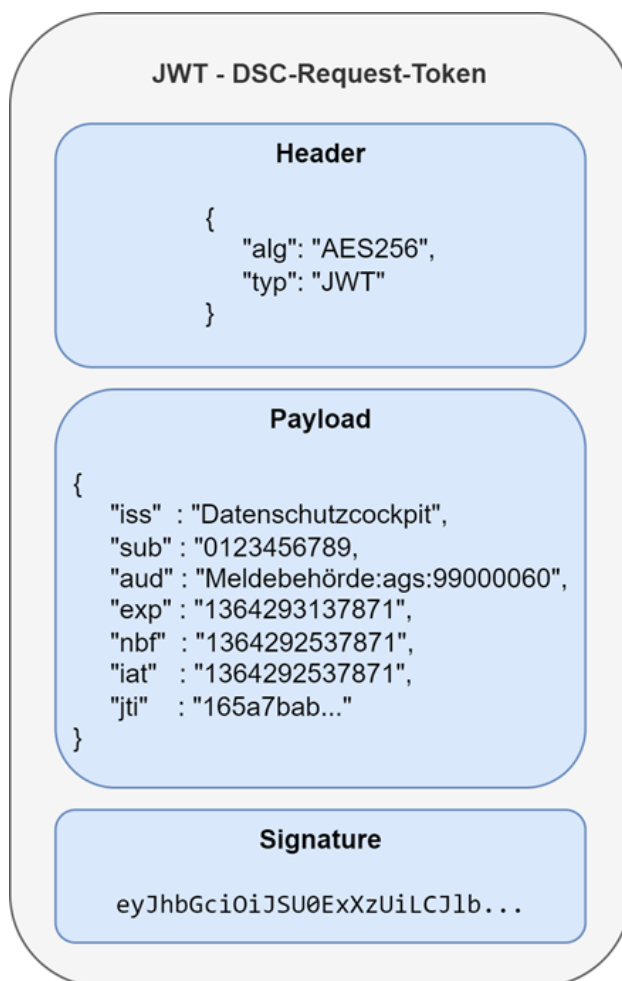 JWT - DSC-Request-Token
Header
{
"alg": "AES256",
"typ": "JWT"
}
Payload
{
"iss" : "Datenschutzcockpit",
"sub" : "0123456789,
"aud" : "Meldebehörde:ags:99000060",
"exp" : "1364293137871",
"nbf" : "1364292537871",
"iat" : "1364292537871",
"jti" : "165a7bab..."
}
Signature
eyJhbGciOiJSU0ExXzUiLCJlb...